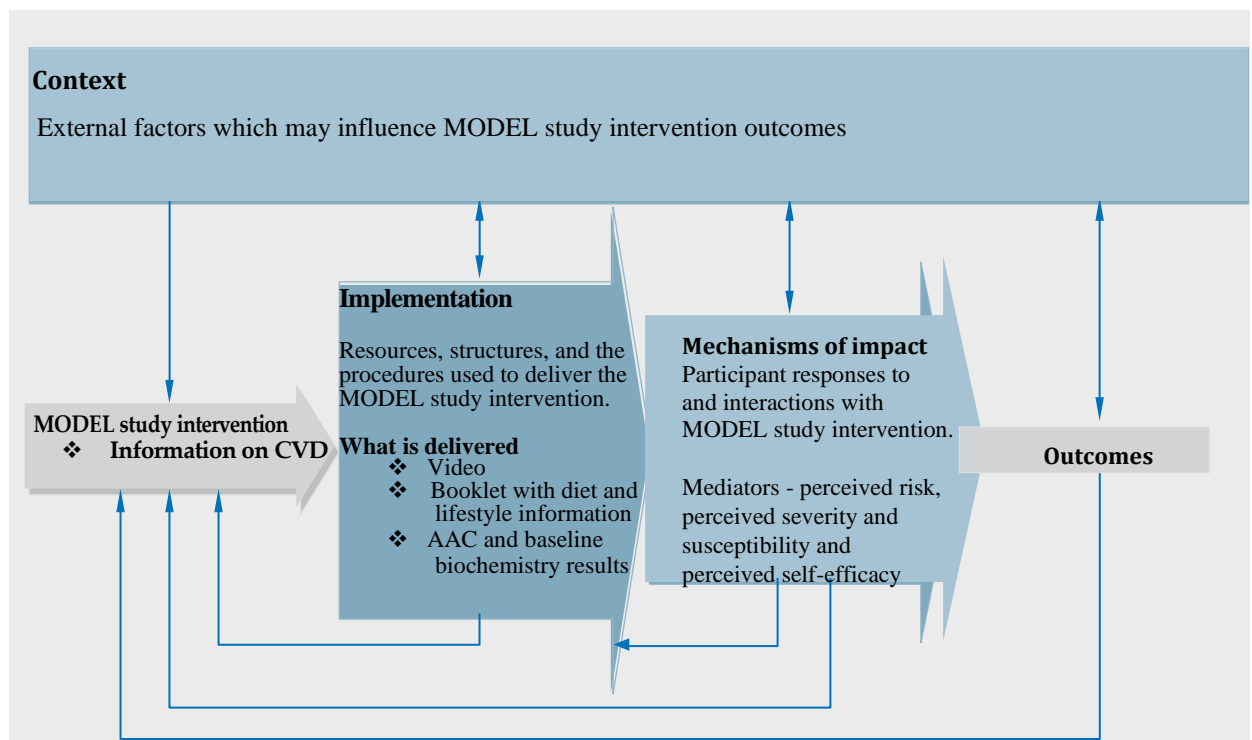 Context
External factors which may influence MODEL study intervention outcomes
MODEL study intervention
❖ Information on CVD
Implementation
Resources, structures, and the
procedures used to deliver the
MODEL study intervention.
What is delivered
❖ Video
❖ Booklet with diet and
lifestyle information
❖ AAC and baseline
biochemistry results
Mechanisms of impact
Participant responses to
and interactions with
MODEL study intervention.
Mediators - perceived risk,
perceived severity and
susceptibility and
perceived self-efficacy
Outcomes